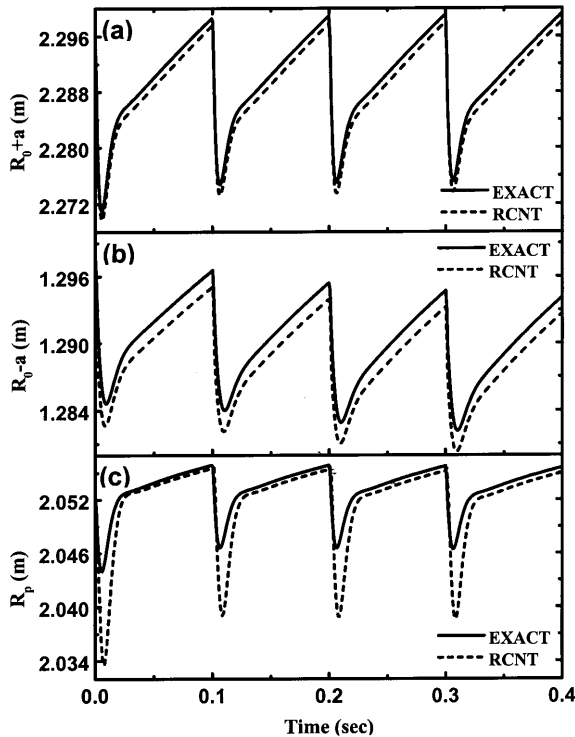 (a)
2.296
2.288
2.280
2.272
R₀+a (m)
EXACT
RCNT
(b)
1.296
1.290
1.284
R₀-a (m)
EXACT
RCNT
(c)
2.052
2.046
2.040
2.034
Rₚ (m)
EXACT
RCNT
0.0 0.1 0.2 0.3 0.4
Time (sec)